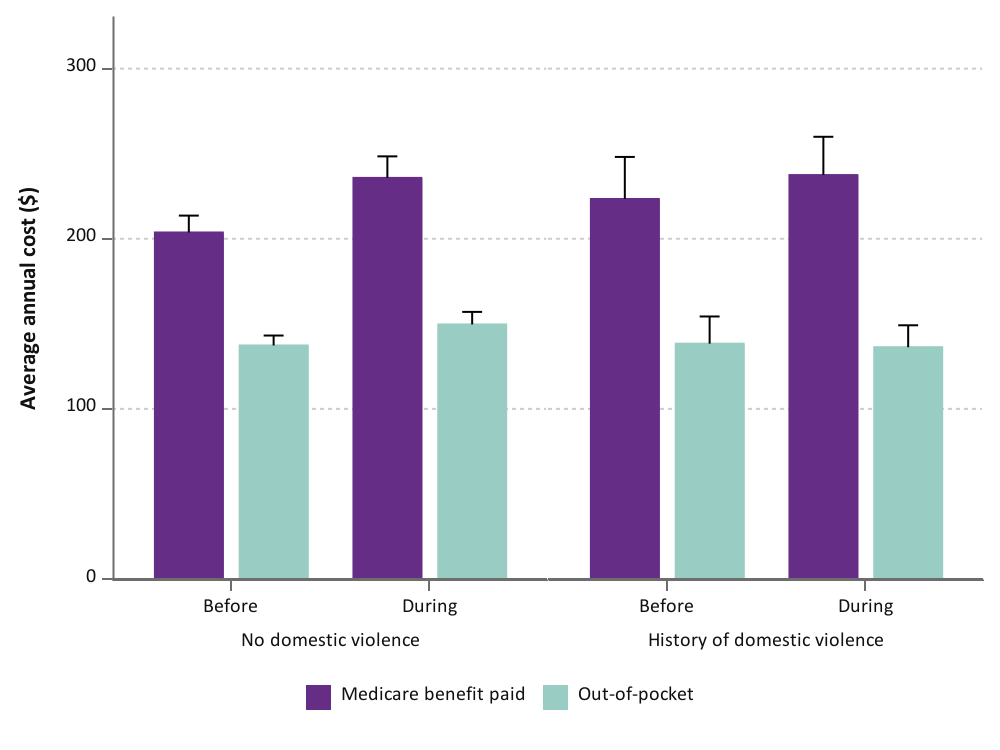 Average annual cost ($)
300
200
100
0
Before During Before During
No domestic violence History of domestic violence
Medicare benefit paid Out-of-pocket